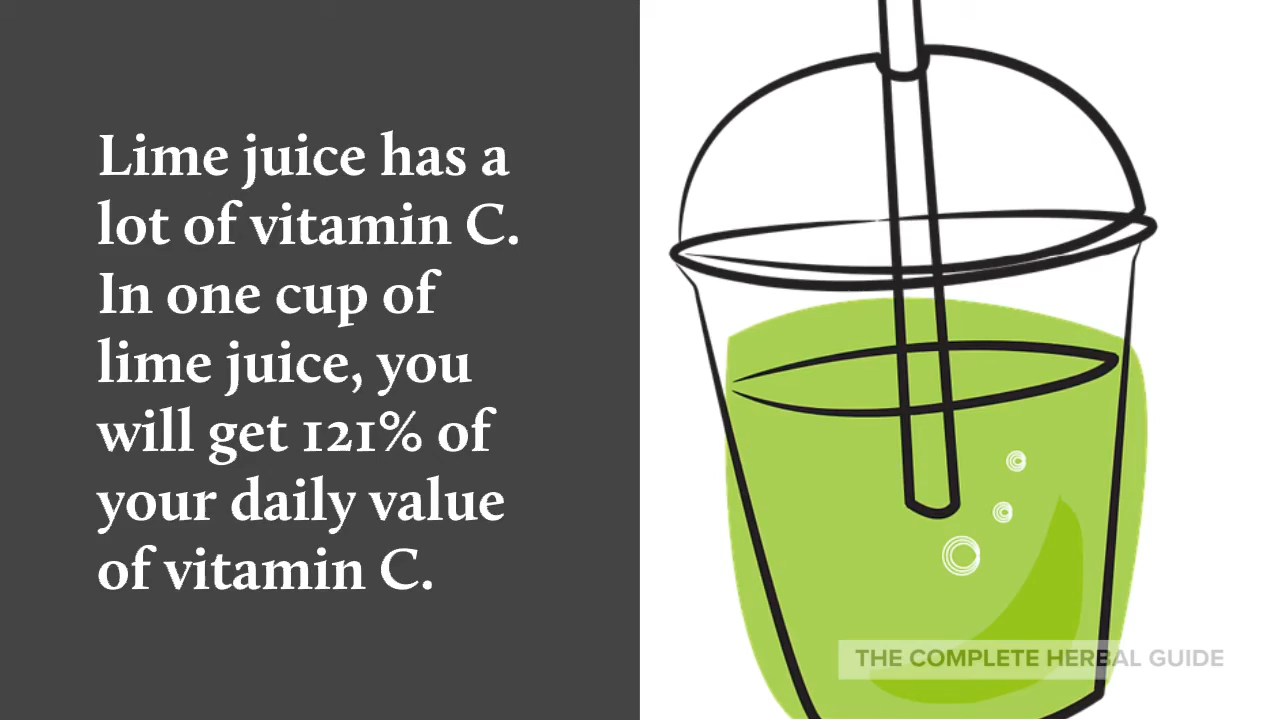 Lime juice has a
lot of vitamin C.
In one cup of
lime juice, you
will get 121% of
your daily value
of vitamin C.
THE COMPLETE HERBAL GUIDE